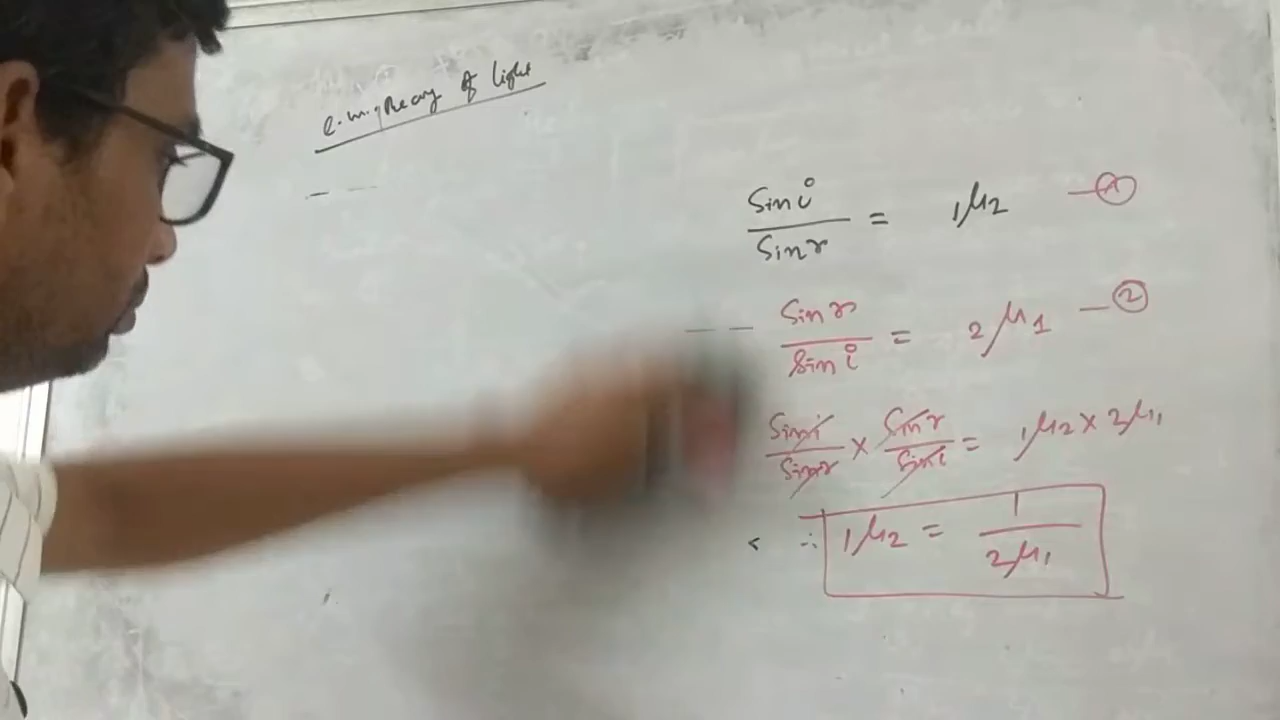 e.m. theory of light
sin i / sin r = ₁μ₂ — ①
sin r / sin i = ₂μ₁ — ②
sin i / sin r × sin r / sin i = ₁μ₂ × ₂μ₁
∴ ₁μ₂ = 1 / ₂μ₁